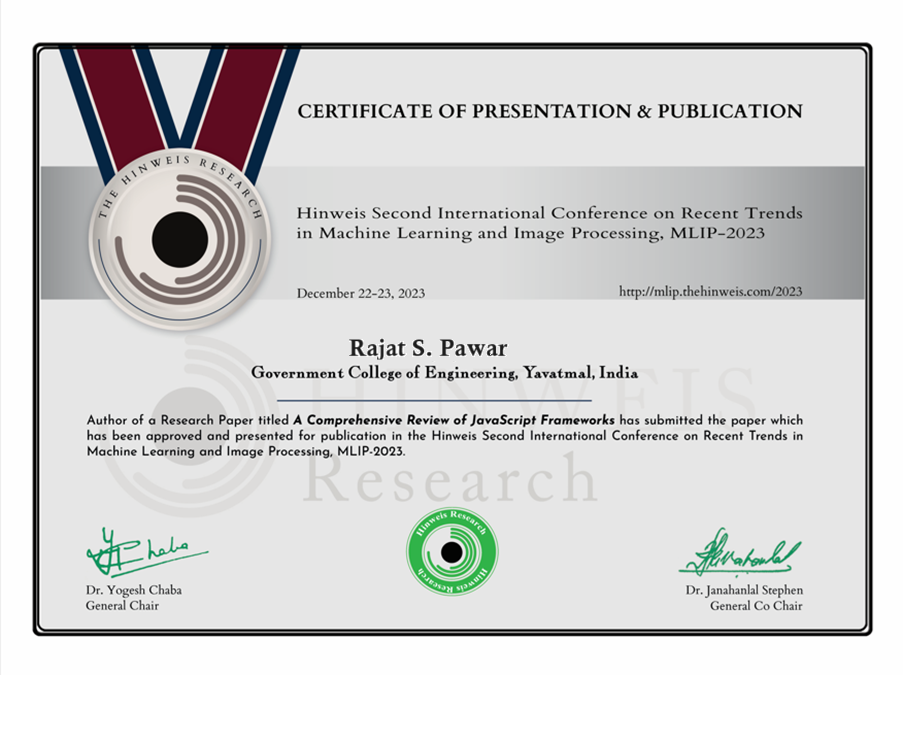 CERTIFICATE OF PRESENTATION & PUBLICATION
THE HINWEIS RESEARCH
Hinweis Second International Conference on Recent Trends
in Machine Learning and Image Processing, MLIP-2023
December 22-23, 2023
http://mlip.thehinweis.com/2023
Rajat S. Pawar
Government College of Engineering, Yavatmal, India
HINWEIS
Research
Author of a Research Paper titled A Comprehensive Review of JavaScript Frameworks has submitted the paper which
has been approved and presented for publication in the Hinweis Second International Conference on Recent Trends in
Machine Learning and Image Processing, MLIP-2023.
Hinweis Research
Hinweis Research
Dr. Yogesh Chaba
General Chair
Dr. Janahanlal Stephen
General Co Chair